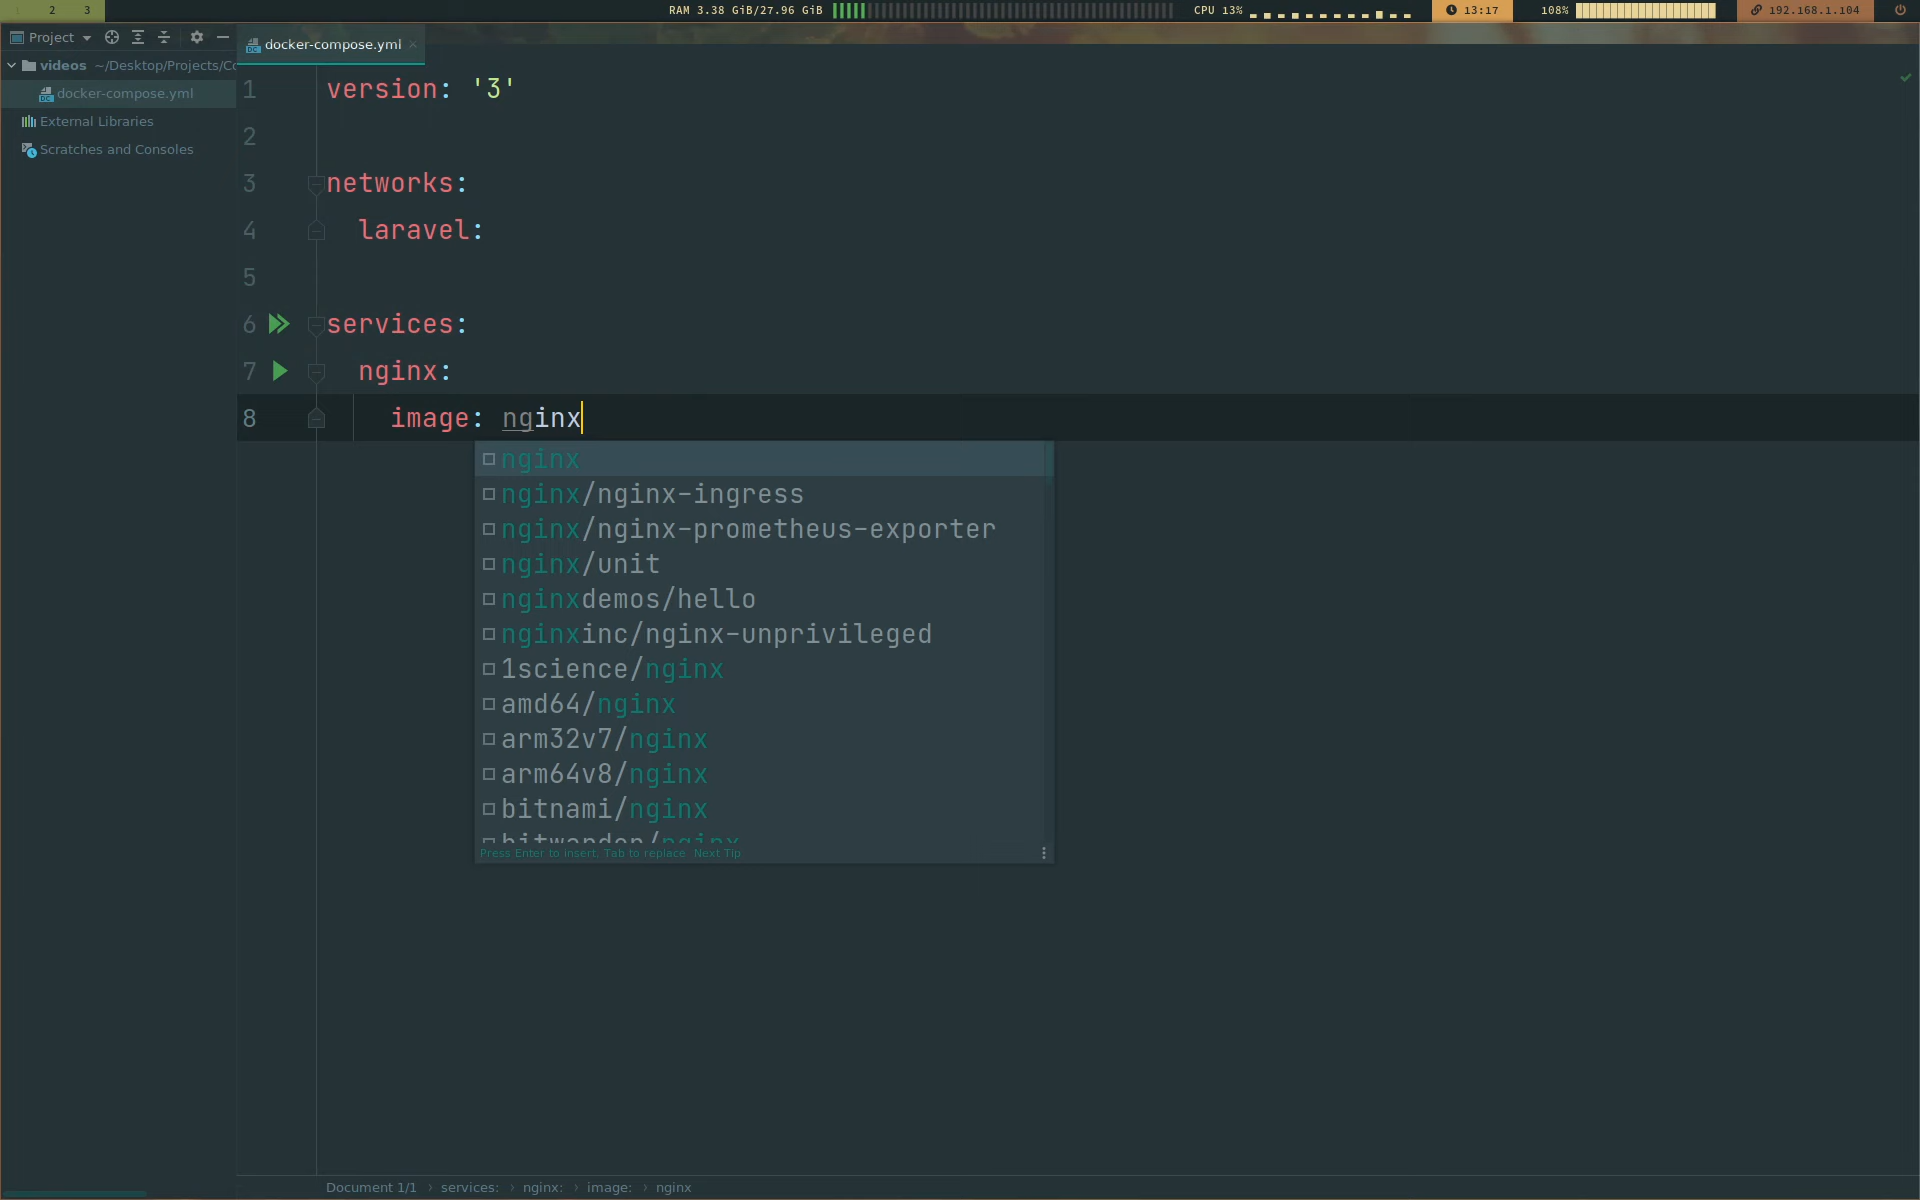 1 2 3 RAM 3.38 GiB/27.96 GiB CPU 13% 13:17 108% 192.168.1.104
Project
docker-compose.yml
videos ~/Desktop/Projects/Co
docker-compose.yml
External Libraries
Scratches and Consoles
1 version: '3'
2
3 networks:
4 laravel:
5
6 services:
7 nginx:
8 image: nginx
nginx
nginx/nginx-ingress
nginx/nginx-prometheus-exporter
nginx/unit
nginxdemos/hello
nginxinc/nginx-unprivileged
1science/nginx
amd64/nginx
arm32v7/nginx
arm64v8/nginx
bitnami/nginx
bitwarden/nginx
Press Enter to insert, Tab to replace Next Tip
Document 1/1 › services: › nginx: › image: › nginx